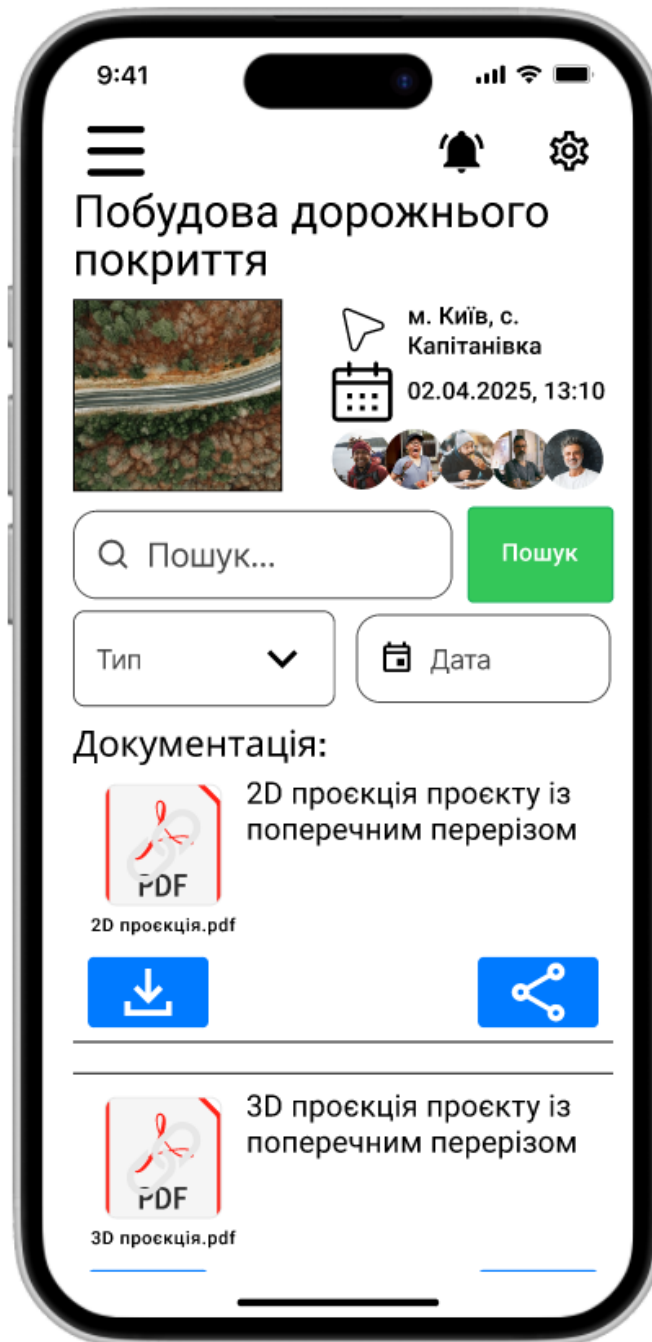 9:41
Побудова дорожнього
покриття
м. Київ, с.
Капітанівка
02.04.2025, 13:10
Пошук...
Пошук
Тип
Дата
Документація:
2D проєкція проєкту із
поперечним перерізом
PDF
2D проєкція.pdf
3D проєкція проєкту із
поперечним перерізом
PDF
3D проєкція.pdf